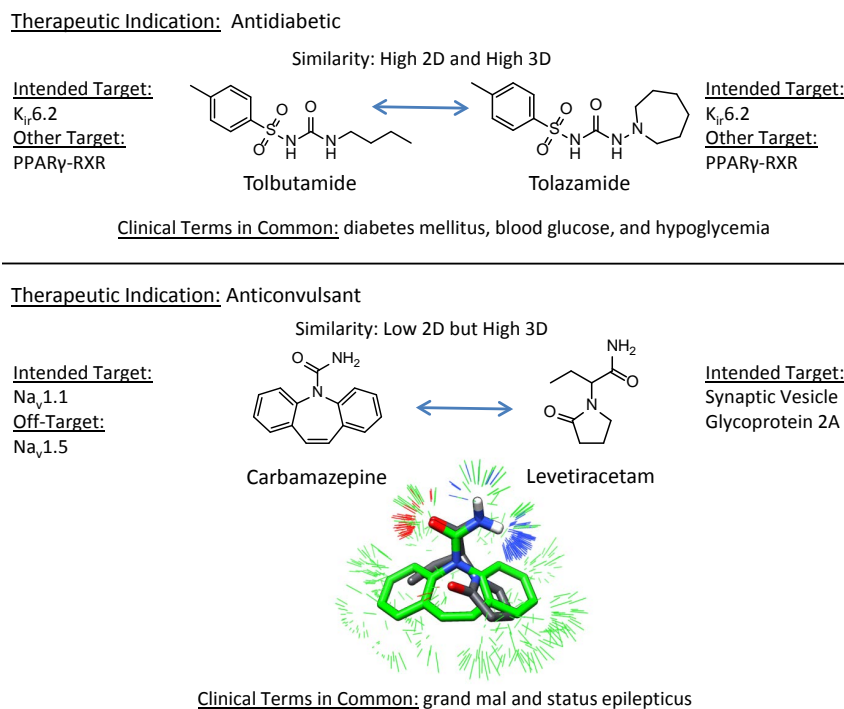 Therapeutic Indication: Antidiabetic
Similarity: High 2D and High 3D
Intended Target:
Kir6.2
Other Target:
PPARγ-RXR
O
O
S
O
N
H
N
H
Tolbutamide
O
O
S
O
N
H
NH
N
Tolazamide
Intended Target:
Kir6.2
Other Target:
PPARγ-RXR
Clinical Terms in Common: diabetes mellitus, blood glucose, and hypoglycemia
Therapeutic Indication: Anticonvulsant
Similarity: Low 2D but High 3D
Intended Target:
Nav1.1
Off-Target:
Nav1.5
O
NH2
N
Carbamazepine
NH2
O
N
O
Levetiracetam
Intended Target:
Synaptic Vesicle
Glycoprotein 2A
Clinical Terms in Common: grand mal and status epilepticus